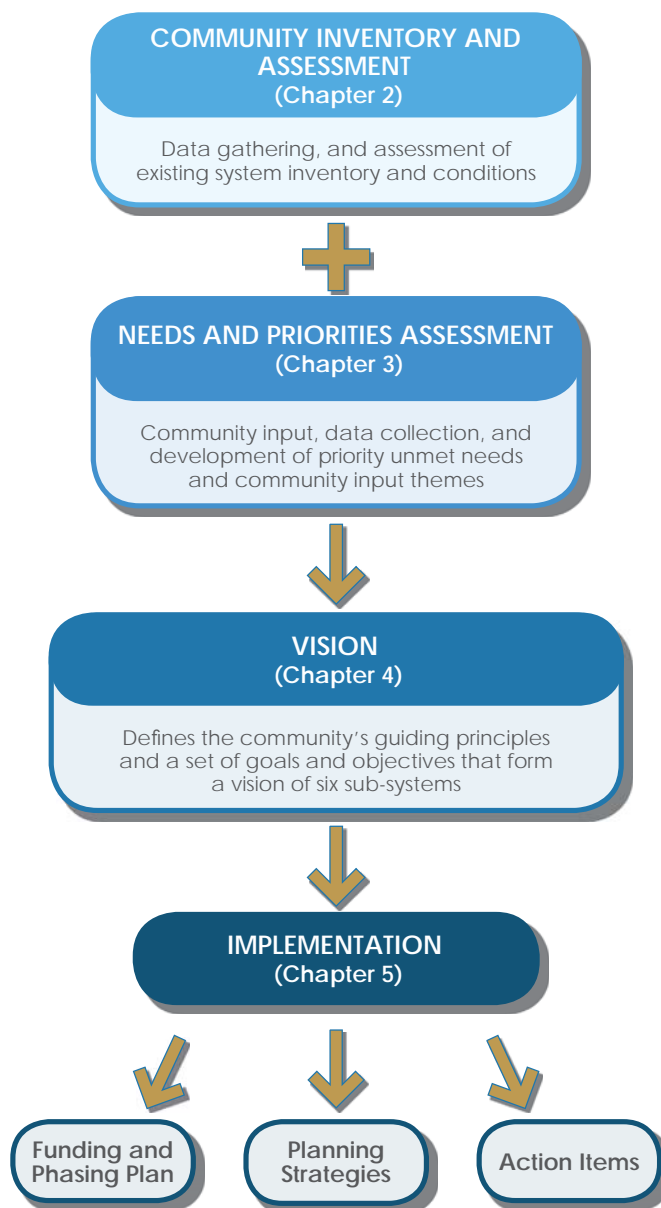 COMMUNITY INVENTORY AND
ASSESSMENT
(Chapter 2)
Data gathering, and assessment of
existing system inventory and conditions
NEEDS AND PRIORITIES ASSESSMENT
(Chapter 3)
Community input, data collection, and
development of priority unmet needs
and community input themes
VISION
(Chapter 4)
Defines the community’s guiding principles
and a set of goals and objectives that form
a vision of six sub-systems
IMPLEMENTATION
(Chapter 5)
Funding and
Phasing Plan
Planning
Strategies
Action Items